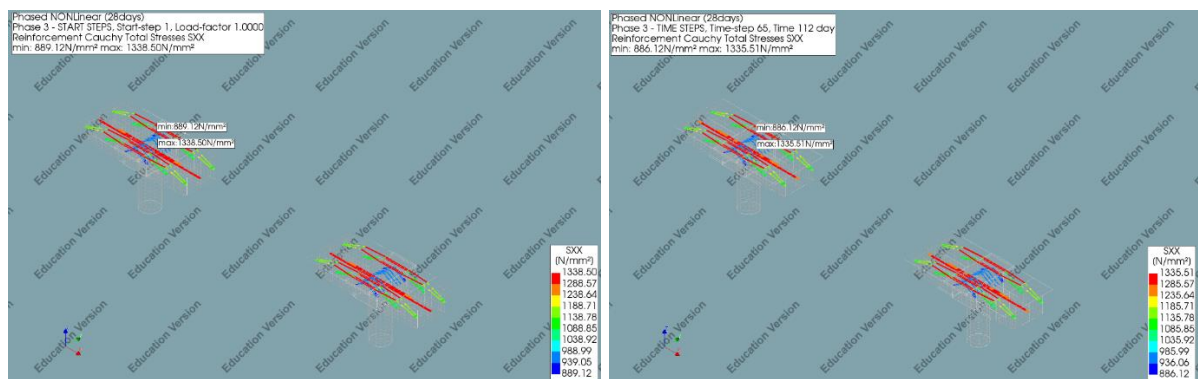 Phased NONLinear (28days)
Phase 3 - START STEPS, Start-step 1, Load-factor 1.0000
Reinforcement Cauchy Total Stresses SXX
min: 889.12N/mm² max: 1338.50N/mm²
min:889.12N/mm²
max:1338.50N/mm²
SXX
(N/mm²)
1338.50
1288.57
1238.64
1188.71
1138.78
1088.85
1038.92
988.99
939.05
889.12
Education Version
Phased NONLinear (28days)
Phase 3 - TIME STEPS, Time-step 65, Time 112 day
Reinforcement Cauchy Total Stresses SXX
min: 886.12N/mm² max: 1335.51N/mm²
min:886.12N/mm²
max:1335.51N/mm²
SXX
(N/mm²)
1335.51
1285.57
1235.64
1185.71
1135.78
1085.85
1035.92
985.99
936.06
886.12
Education Version